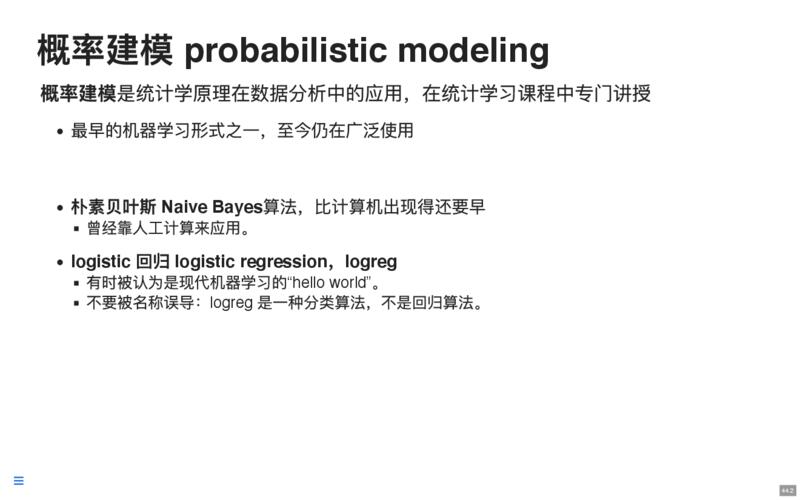 概率建模 probabilistic modeling
概率建模是统计学原理在数据分析中的应用，在统计学习课程中专门讲授
• 最早的机器学习形式之一，至今仍在广泛使用
• 朴素贝叶斯 Naive Bayes算法，比计算机出现得还要早
▪ 曾经靠人工计算来应用。
• logistic 回归 logistic regression，logreg
▪ 有时被认为是现代机器学习的“hello world”。
▪ 不要被名称误导：logreg 是一种分类算法，不是回归算法。
44.2